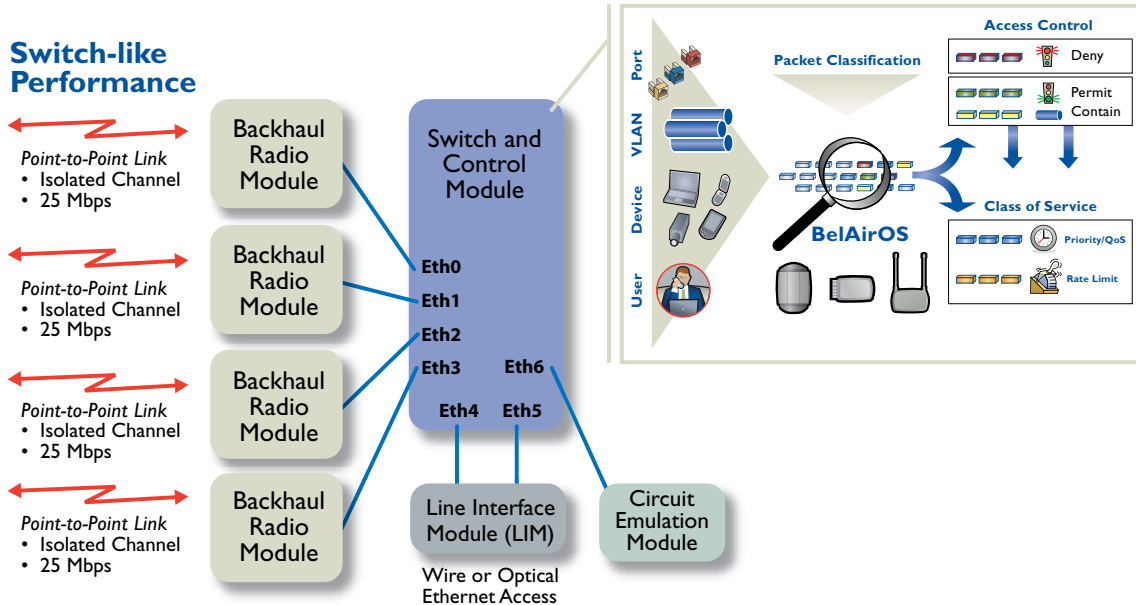 Switch-like
Performance
Point-to-Point Link
• Isolated Channel
• 25 Mbps
Point-to-Point Link
• Isolated Channel
• 25 Mbps
Point-to-Point Link
• Isolated Channel
• 25 Mbps
Point-to-Point Link
• Isolated Channel
• 25 Mbps
Backhaul
Radio
Module
Backhaul
Radio
Module
Backhaul
Radio
Module
Backhaul
Radio
Module
Switch and
Control
Module
Eth0
Eth1
Eth2
Eth3
Eth6
Eth4
Eth5
Line Interface
Module (LIM)
Wire or Optical
Ethernet Access
Circuit
Emulation
Module
Port
VLAN
Device
User
Packet Classification
BelAirOS
Access Control
Deny
Permit
Contain
Class of Service
Priority/QoS
Rate Limit